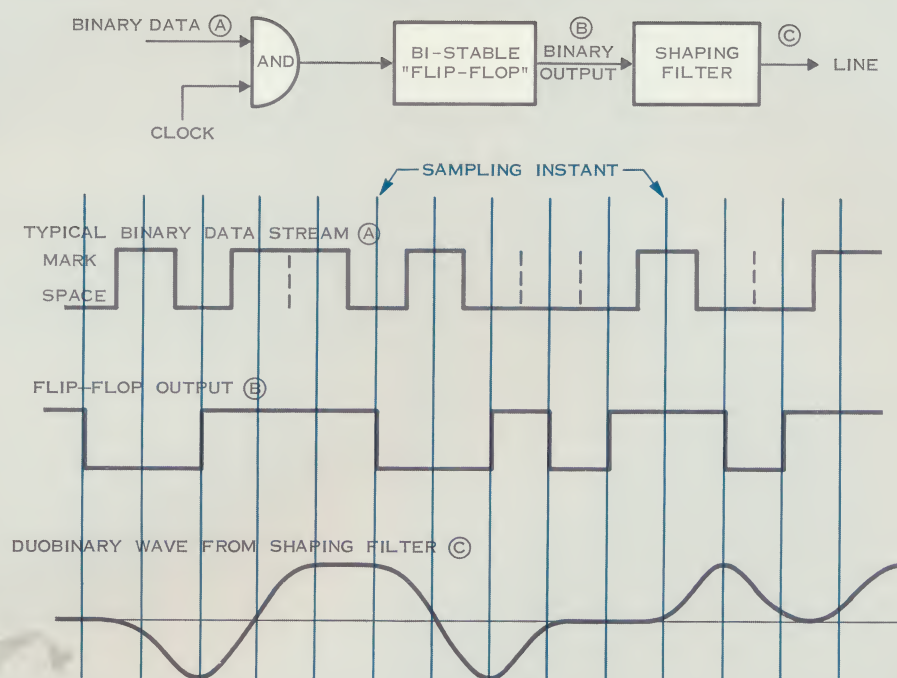 BINARY DATA Ⓐ
AND
CLOCK
BI-STABLE
"FLIP-FLOP"
Ⓑ
BINARY
OUTPUT
SHAPING
FILTER
Ⓒ
LINE
SAMPLING INSTANT
TYPICAL BINARY DATA STREAM Ⓐ
MARK
SPACE
FLIP-FLOP OUTPUT Ⓑ
DUOBINARY WAVE FROM SHAPING FILTER Ⓒ